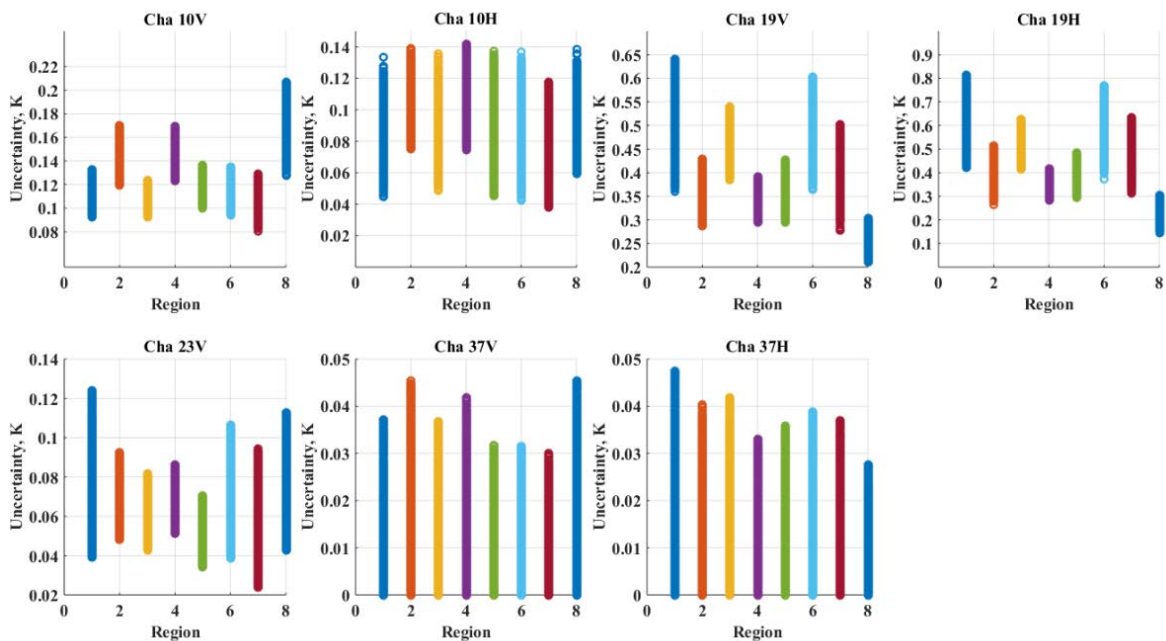 Cha 10V
Uncertainty, K
0.22
0.2
0.18
0.16
0.14
0.12
0.1
0.08
0 2 4 6 8
Region
Cha 10H
Uncertainty, K
0.14
0.12
0.1
0.08
0.06
0.04
0.02
0 2 4 6 8
Region
Cha 19V
Uncertainty, K
0.65
0.6
0.55
0.5
0.45
0.4
0.35
0.3
0.25
0.2
0 2 4 6 8
Region
Cha 19H
Uncertainty, K
0.9
0.8
0.7
0.6
0.5
0.4
0.3
0.2
0.1
0 2 4 6 8
Region
Cha 23V
Uncertainty, K
0.14
0.12
0.1
0.08
0.06
0.04
0.02
0 2 4 6 8
Region
Cha 37V
Uncertainty, K
0.05
0.04
0.03
0.02
0.01
0
0 2 4 6 8
Region
Cha 37H
Uncertainty, K
0.05
0.04
0.03
0.02
0.01
0
0 2 4 6 8
Region